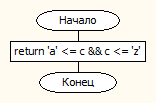 Начало
return 'a' <= c && c <= 'z'
Конец